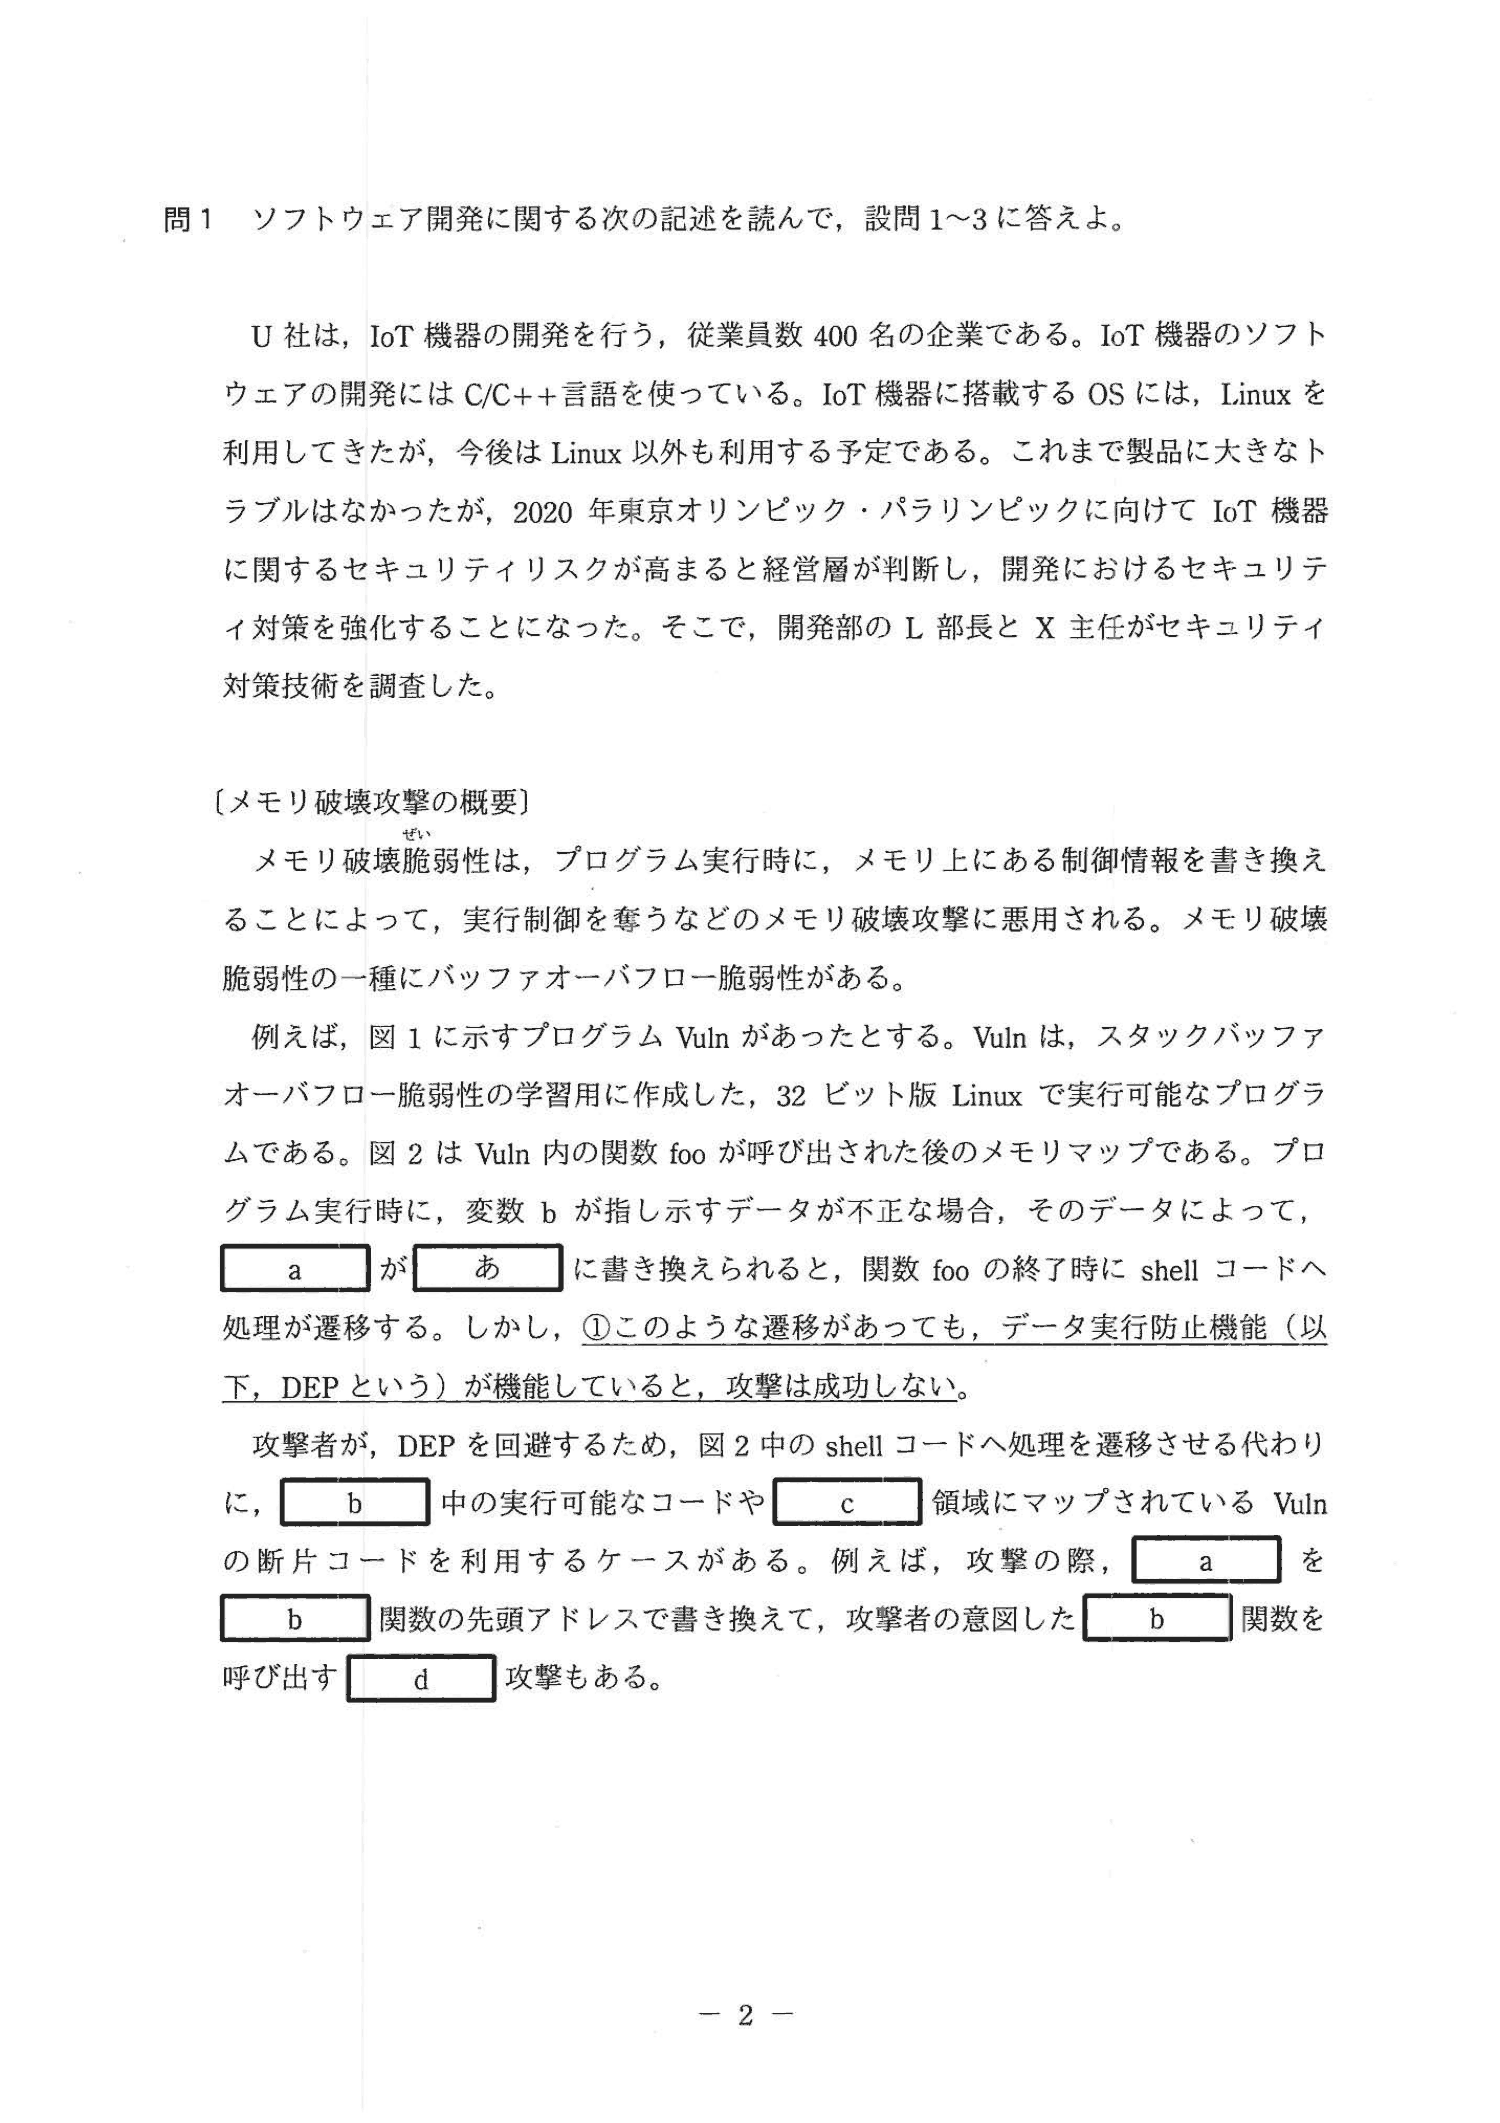 問1　ソフトウェア開発に関する次の記述を読んで，設問1～3に答えよ。
U社は，IoT機器の開発を行う，従業員数400名の企業である。IoT機器のソフト
ウェアの開発にはC/C++言語を使っている。IoT機器に搭載するOSには，Linuxを
利用してきたが，今後はLinux以外も利用する予定である。これまで製品に大きなト
ラブルはなかったが，2020年東京オリンピック・パラリンピックに向けてIoT機器
に関するセキュリティリスクが高まると経営層が判断し，開発におけるセキュリテ
ィ対策を強化することになった。そこで，開発部のL部長とX主任がセキュリティ
対策技術を調査した。
〔メモリ破壊攻撃の概要〕
ぜい
メモリ破壊脆弱性は，プログラム実行時に，メモリ上にある制御情報を書き換え
ることによって，実行制御を奪うなどのメモリ破壊攻撃に悪用される。メモリ破壊
脆弱性の一種にバッファオーバフロー脆弱性がある。
例えば，図1に示すプログラムVulnがあったとする。Vulnは，スタックバッファ
オーバフロー脆弱性の学習用に作成した，32ビット版Linuxで実行可能なプログラ
ムである。図2はVuln内の関数fooが呼び出された後のメモリマップである。プロ
グラム実行時に，変数bが指し示すデータが不正な場合，そのデータによって，
a が あ に書き換えられると，関数fooの終了時にshellコードへ
処理が遷移する。しかし，①このような遷移があっても，データ実行防止機能（以
下，DEPという）が機能していると，攻撃は成功しない。
攻撃者が，DEPを回避するため，図2中のshellコードへ処理を遷移させる代わり
に， b 中の実行可能なコードや c 領域にマップされているVuln
の断片コードを利用するケースがある。例えば，攻撃の際， a を
b 関数の先頭アドレスで書き換えて，攻撃者の意図した b 関数を
呼び出す d 攻撃もある。
－ 2 －